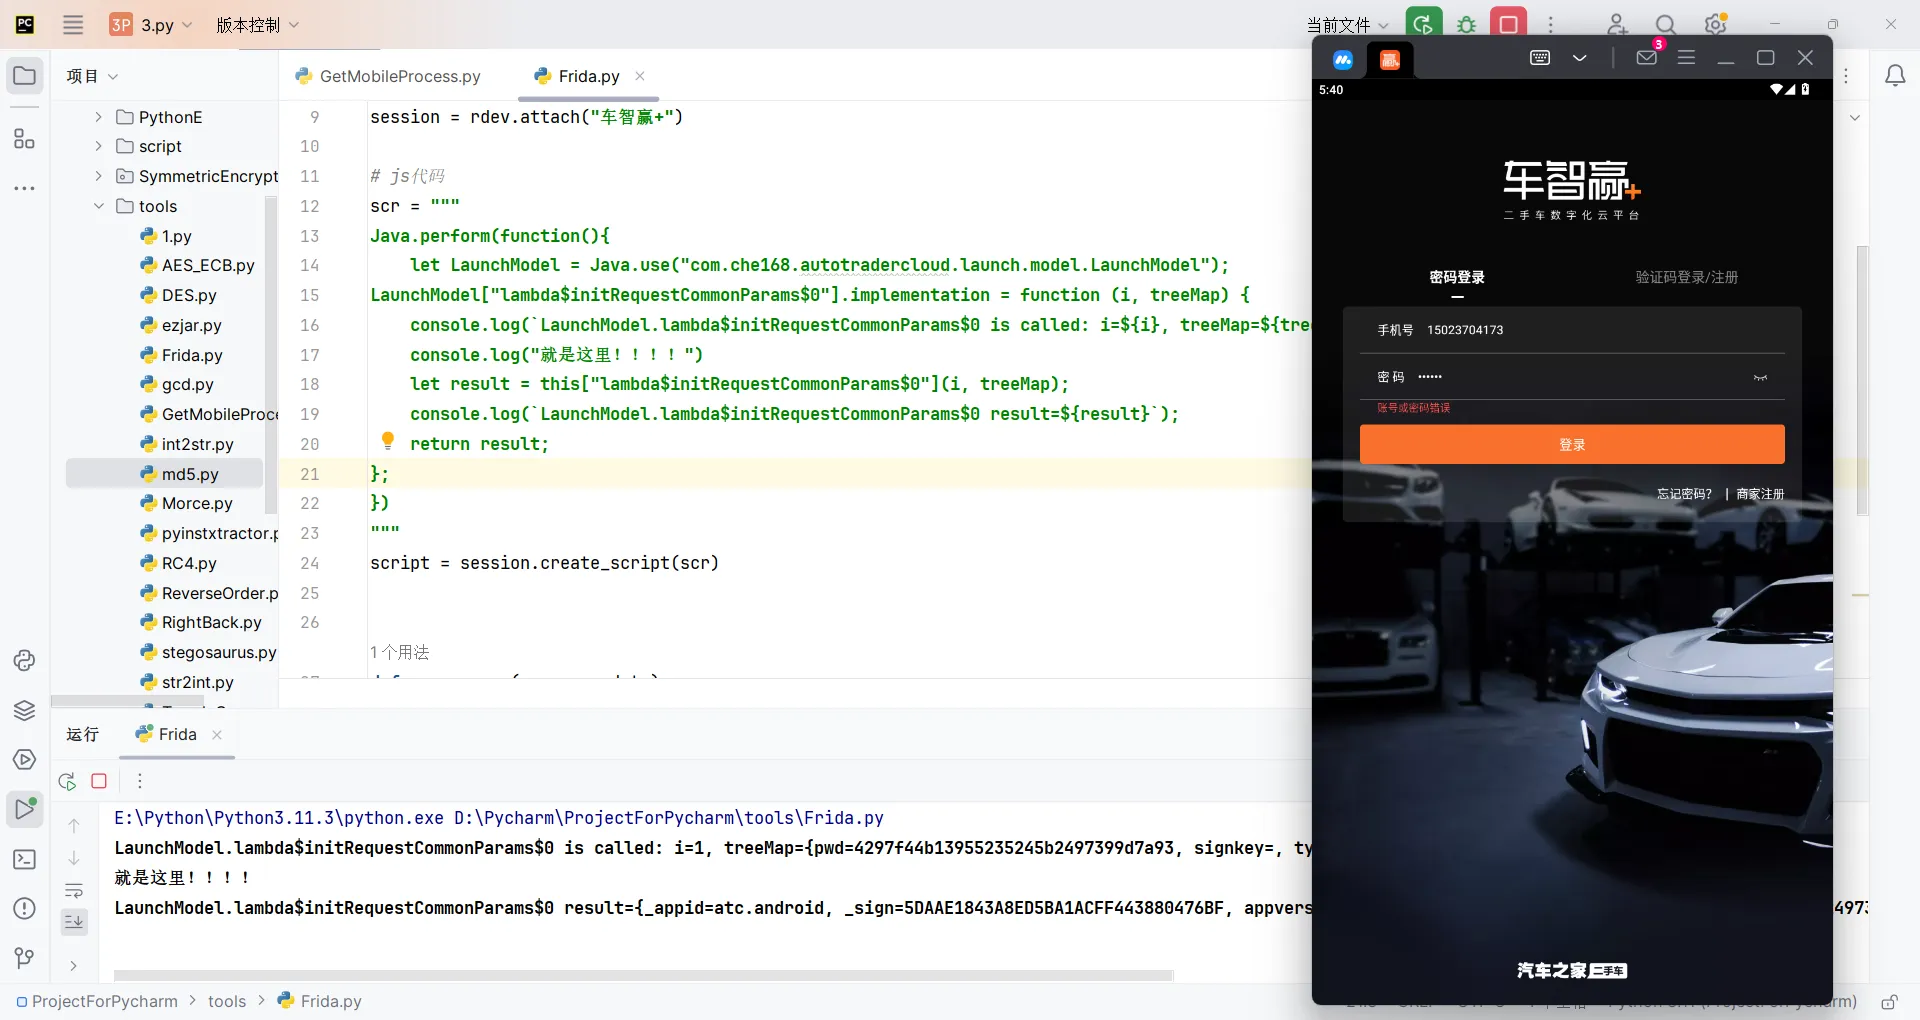 PC
3P 3.py
版本控制
当前文件
项目
GetMobileProcess.py
Frida.py
PythonE
script
SymmetricEncrypt
tools
1.py
AES_ECB.py
DES.py
ezjar.py
Frida.py
gcd.py
GetMobileProce
int2str.py
md5.py
Morce.py
pyinstxtractor.p
RC4.py
ReverseOrder.p
RightBack.py
stegosaurus.py
str2int.py
9 session = rdev.attach("车智赢+")
10
11 # js代码
12 scr = """
13 Java.perform(function(){
14 let LaunchModel = Java.use("com.che168.autotradercloud.launch.model.LaunchModel");
15 LaunchModel["lambda$initRequestCommonParams$0"].implementation = function (i, treeMap) {
16 console.log(`LaunchModel.lambda$initRequestCommonParams$0 is called: i=${i}, treeMap=${tre
17 console.log("就是这里！！！！")
18 let result = this["lambda$initRequestCommonParams$0"](i, treeMap);
19 console.log(`LaunchModel.lambda$initRequestCommonParams$0 result=${result}`);
20 return result;
21 };
22 })
23 """
24 script = session.create_script(scr)
25
26
1 个用法
运行
Frida
E:\Python\Python3.11.3\python.exe D:\Pycharm\ProjectForPycharm\tools\Frida.py
LaunchModel.lambda$initRequestCommonParams$0 is called: i=1, treeMap={pwd=4297f44b13955235245b2497399d7a93, signkey=, ty
就是这里！！！！
LaunchModel.lambda$initRequestCommonParams$0 result={_appid=atc.android, _sign=5DAAE1843A8ED5BA1ACFF443880476BF, appvers
4973
ProjectForPycharm > tools > Frida.py
3
5:40
车智赢+
二手车数字化云平台
密码登录
验证码登录/注册
手机号 15023704173
密码 ••••••
账号或密码错误
登录
忘记密码? | 商家注册
汽车之家 二手车